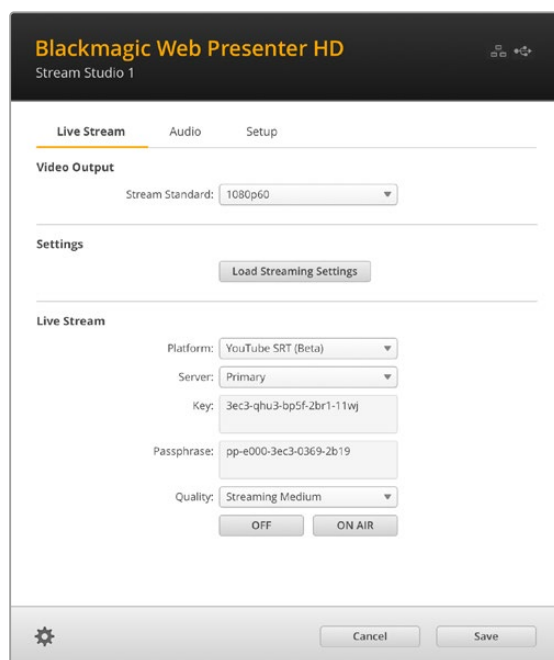 Blackmagic Web Presenter HD
Stream Studio 1
Live Stream Audio Setup
Video Output
Stream Standard: 1080p60
Settings
Load Streaming Settings
Live Stream
Platform: YouTube SRT (Beta)
Server: Primary
Key: 3ec3-qhu3-bp5f-2br1-11wj
Passphrase: pp-e000-3ec3-0369-2b19
Quality: Streaming Medium
OFF ON AIR
Cancel Save